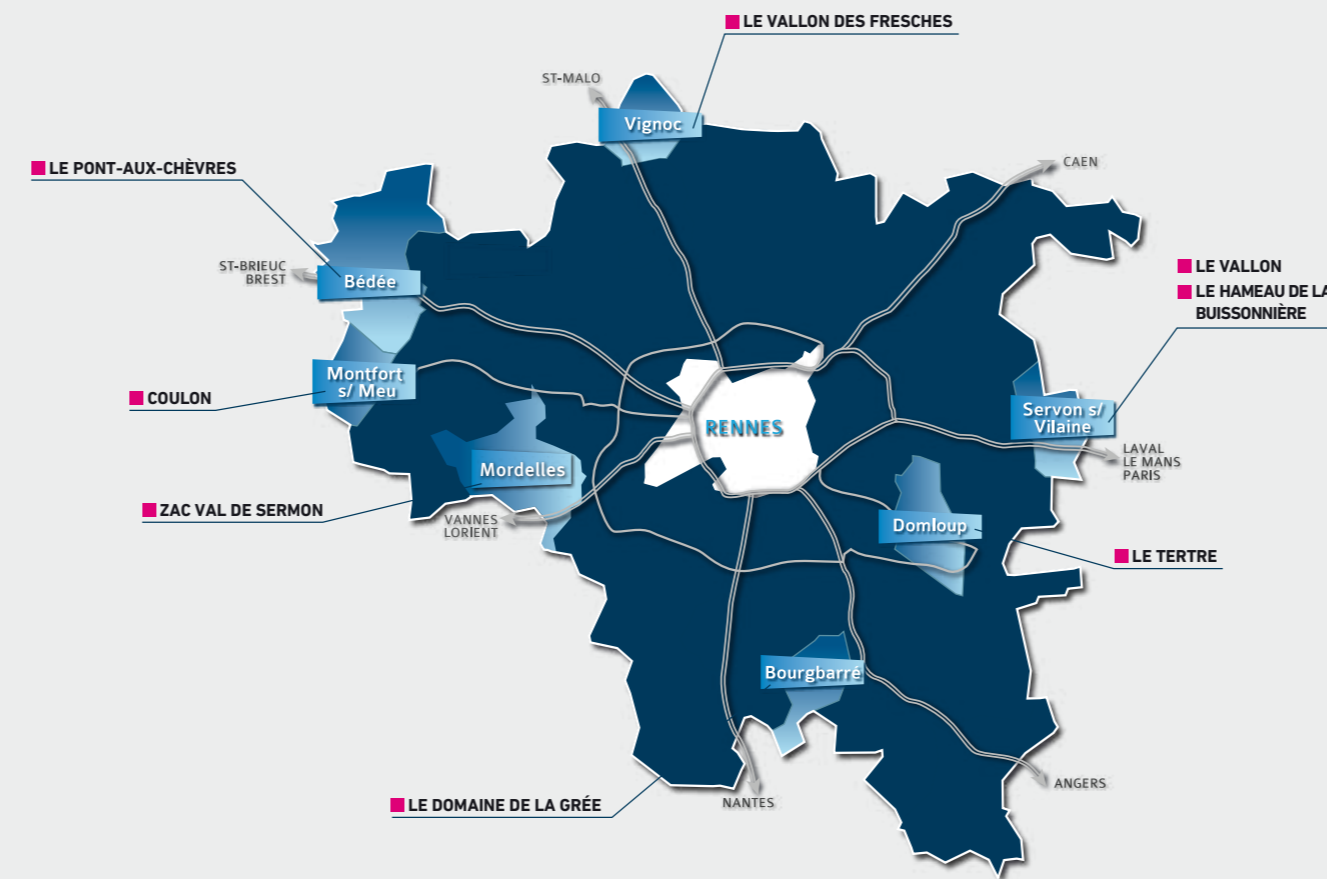 LE VALLON DES FRESCHES
ST-MALO
Vignoc
CAEN
LE PONT-AUX-CHÈVRES
ST-BRIEUC
BREST
Bédée
LE VALLON
LE HAMEAU DE LA
BUISSONNIÈRE
Montfort
s/ Meu
COULON
Servon s/
Vilaine
RENNES
LAVAL
LE MANS
PARIS
Mordelles
ZAC VAL DE SERMON
VANNES
LORIENT
Domloup
LE TERTRE
Bourgbarré
ANGERS
NANTES
LE DOMAINE DE LA GRÉE